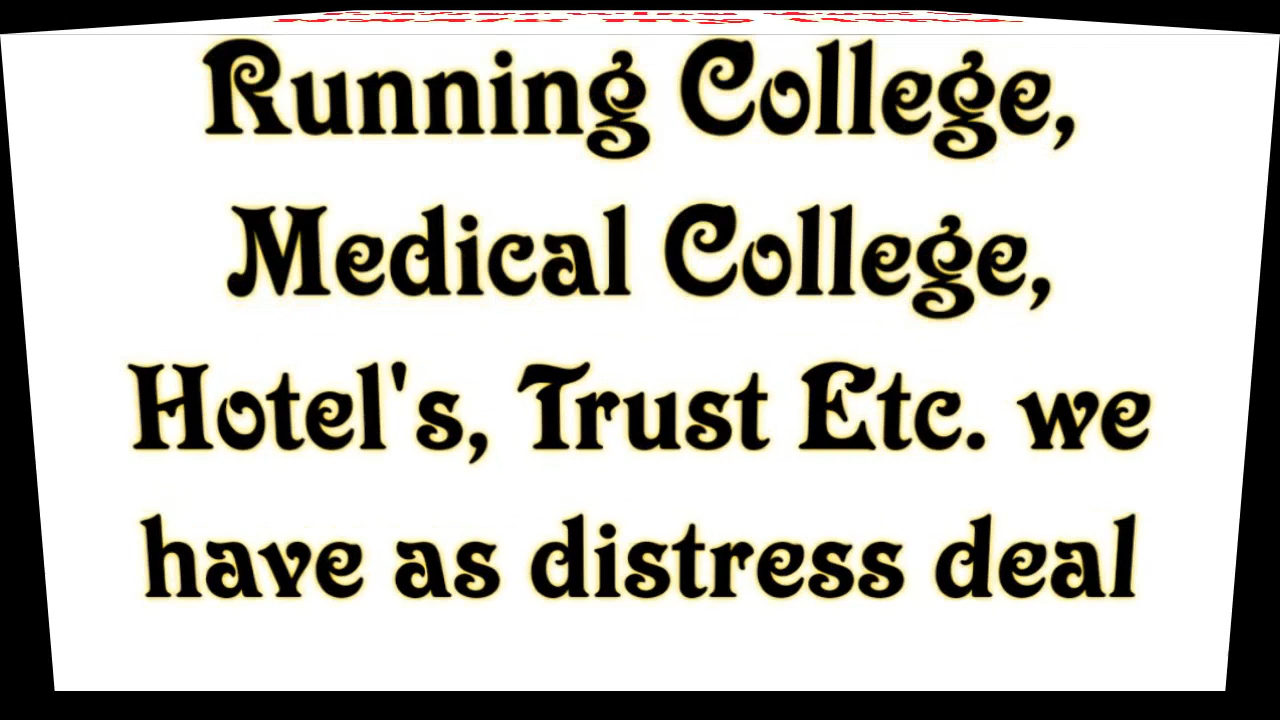 Running College,
Medical College,
Hotel's, Trust Etc. we
have as distress deal